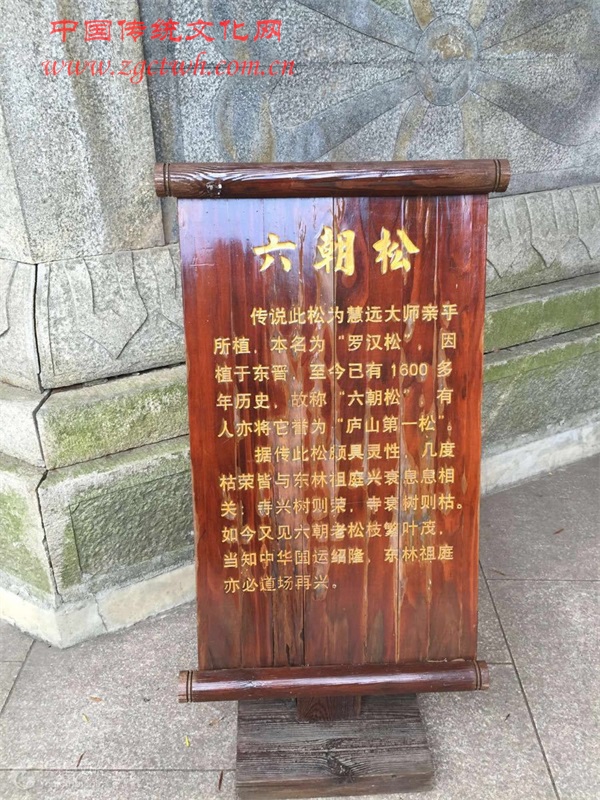 中国传统文化网
www.zgctwh.com.cn
六朝松
传说此松为慧远大师亲手
所植，本名为“罗汉松”，因
植于东晋，至今已有1600多
年历史，故称“六朝松”，有
人亦将它誉为“庐山第一松”。
据传此松颇具灵性，几度
枯荣皆与东林祖庭兴衰息息相
关：寺兴树则荣，寺衰树则枯。
如今又见六朝老松枝繁叶茂，
当知中华国运绍隆，东林祖庭
亦必道场再兴。